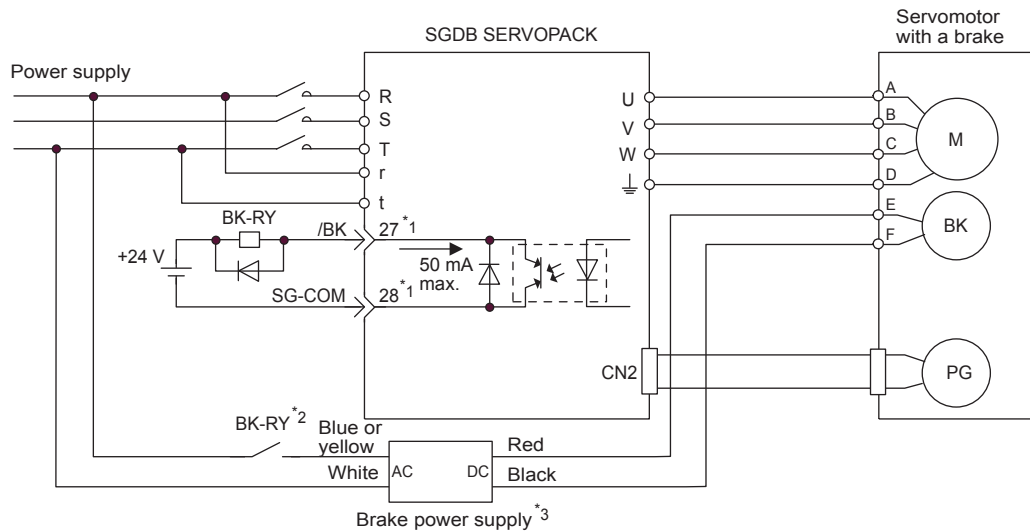 SGDB SERVOPACK
Servomotor
with a brake
Power supply
R
S
T
r
t
U
V
W
A
B
C
D
E
F
M
BK
PG
BK-RY
/BK
27*1
+24 V
50 mA
max.
SG-COM
28*1
CN2
BK-RY*2
Blue or
yellow
White
AC
DC
Red
Black
Brake power supply*3